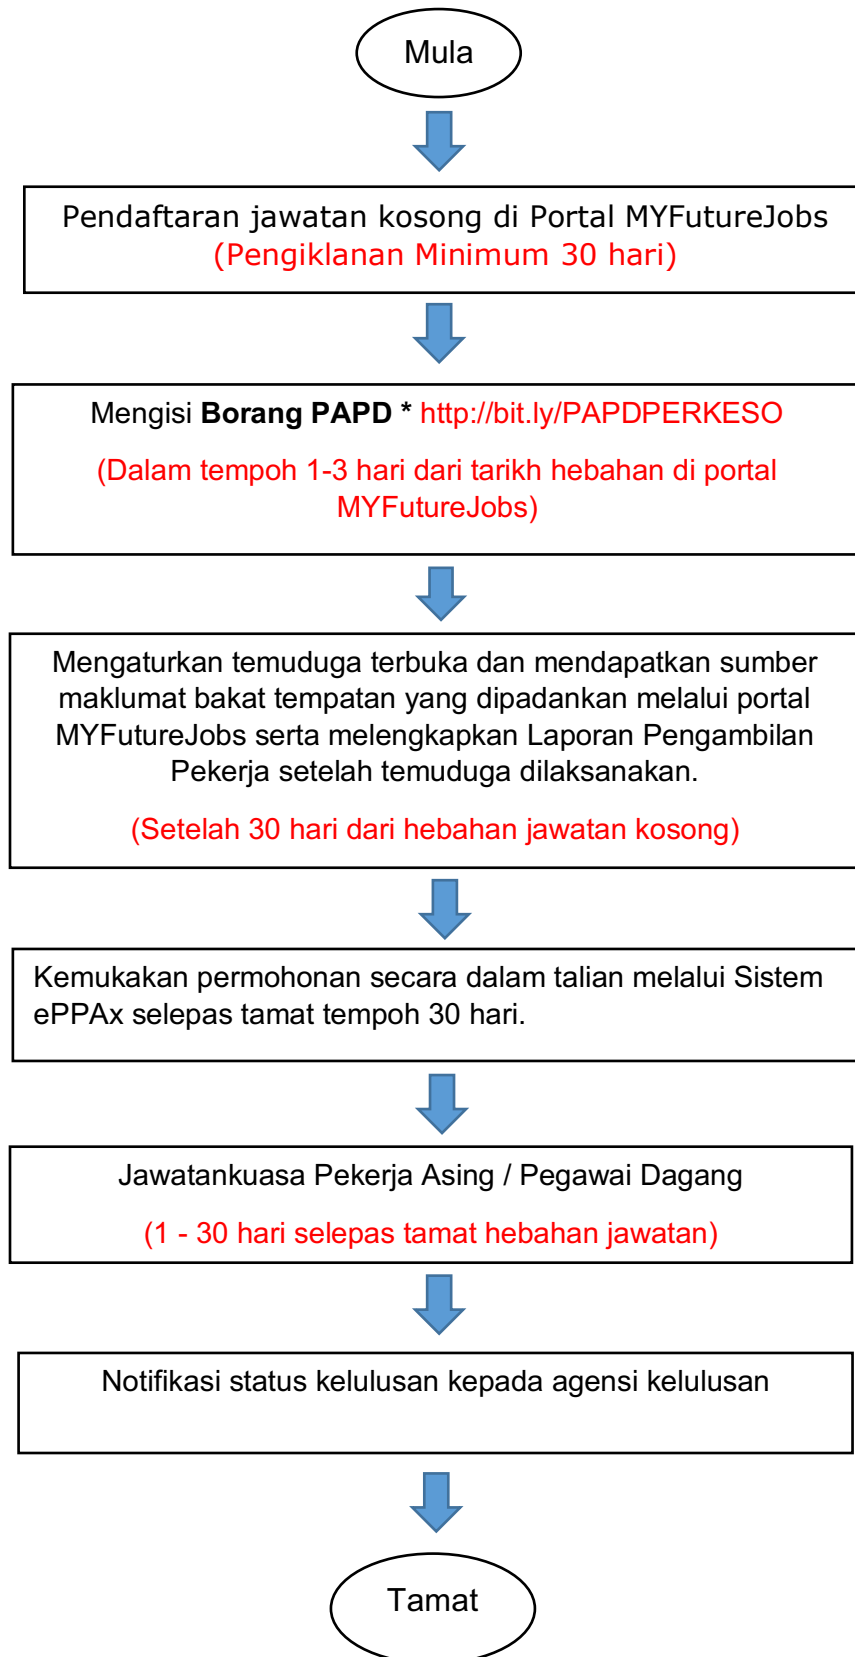 Mula
Pendaftaran jawatan kosong di Portal MYFutureJobs
(Pengiklanan Minimum 30 hari)
Mengisi Borang PAPD * http://bit.ly/PAPDPERKESO
(Dalam tempoh 1-3 hari dari tarikh hebahan di portal
MYFutureJobs)
Mengaturkan temuduga terbuka dan mendapatkan sumber
maklumat bakat tempatan yang dipadankan melalui portal
MYFutureJobs serta melengkapkan Laporan Pengambilan
Pekerja setelah temuduga dilaksanakan.
(Setelah 30 hari dari hebahan jawatan kosong)
Kemukakan permohonan secara dalam talian melalui Sistem
ePPAx selepas tamat tempoh 30 hari.
Jawatankuasa Pekerja Asing / Pegawai Dagang
(1 - 30 hari selepas tamat hebahan jawatan)
Notifikasi status kelulusan kepada agensi kelulusan
Tamat